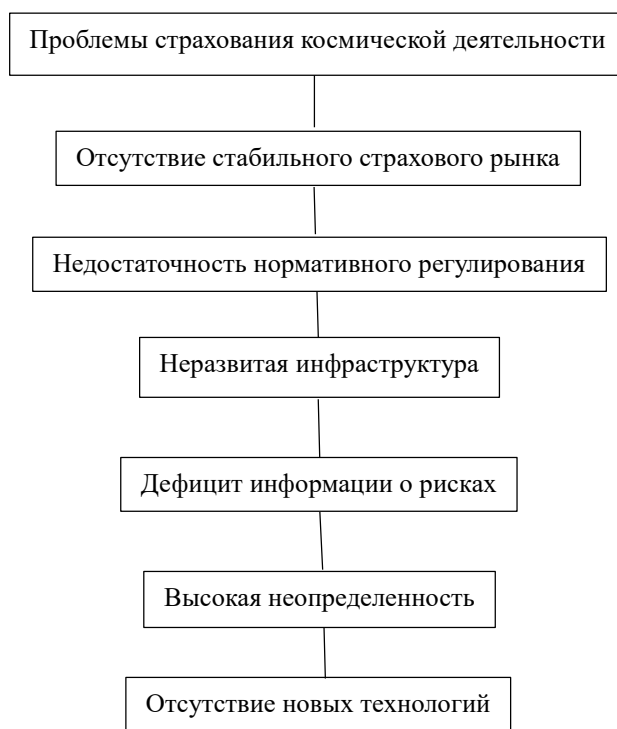 Проблемы страхования космической деятельности
Отсутствие стабильного страхового рынка
Недостаточность нормативного регулирования
Неразвитая инфраструктура
Дефицит информации о рисках
Высокая неопределенность
Отсутствие новых технологий